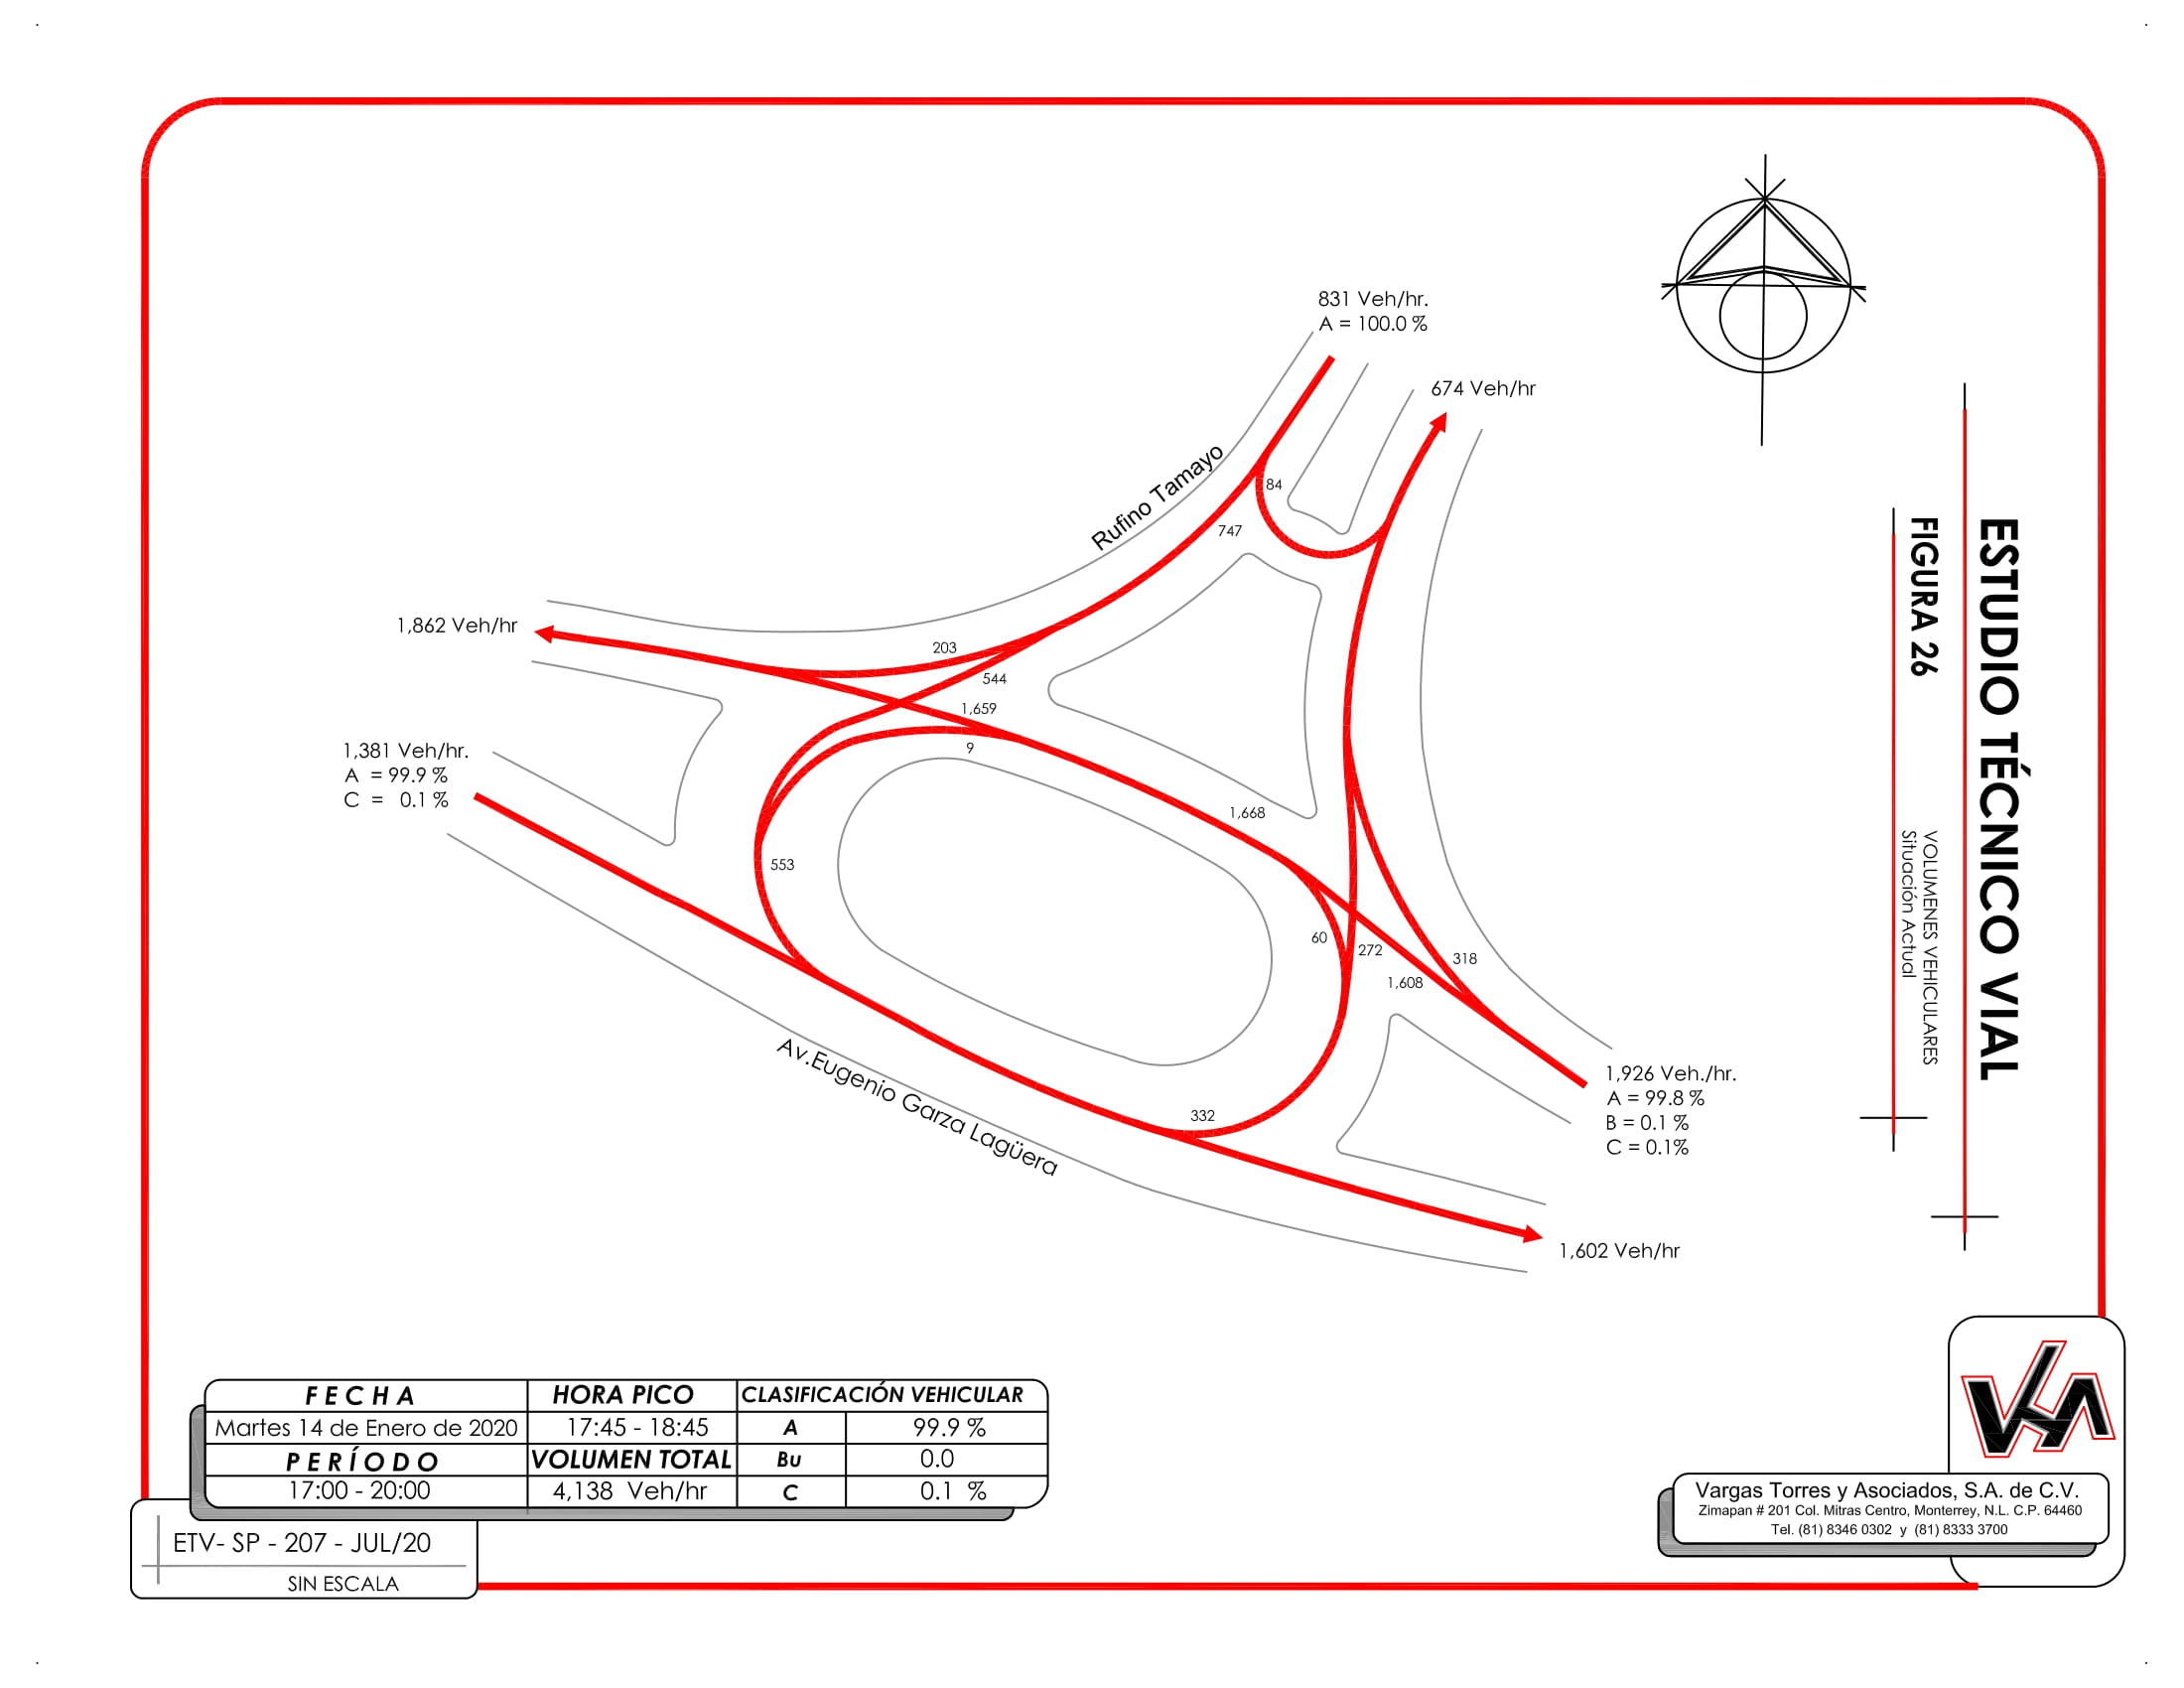 831 Veh/hr.
A = 100.0 %
674 Veh/hr
Rufino Tamayo
84
747
1,862 Veh/hr
203
544
1,659
9
1,381 Veh/hr.
A = 99.9 %
C = 0.1 %
1,668
553
60
272
318
1,608
1,926 Veh./hr.
A = 99.8 %
B = 0.1 %
C = 0.1%
332
Av.Eugenio Garza Lagüera
1,602 Veh/hr
ESTUDIO TÉCNICO VIAL
FIGURA 26
VOLUMENES VEHICULARES
Situación Actual
FECHA HORA PICO CLASIFICACIÓN VEHICULAR
Martes 14 de Enero de 2020 17:45 - 18:45 A 99.9 %
PERÍODO VOLUMEN TOTAL Bu 0.0
17:00 - 20:00 4,138 Veh/hr C 0.1 %
ETV- SP - 207 - JUL/20
SIN ESCALA
VTA
Vargas Torres y Asociados, S.A. de C.V.
Zimapan # 201 Col. Mitras Centro, Monterrey, N.L. C.P. 64460
Tel. (81) 8346 0302 y (81) 8333 3700